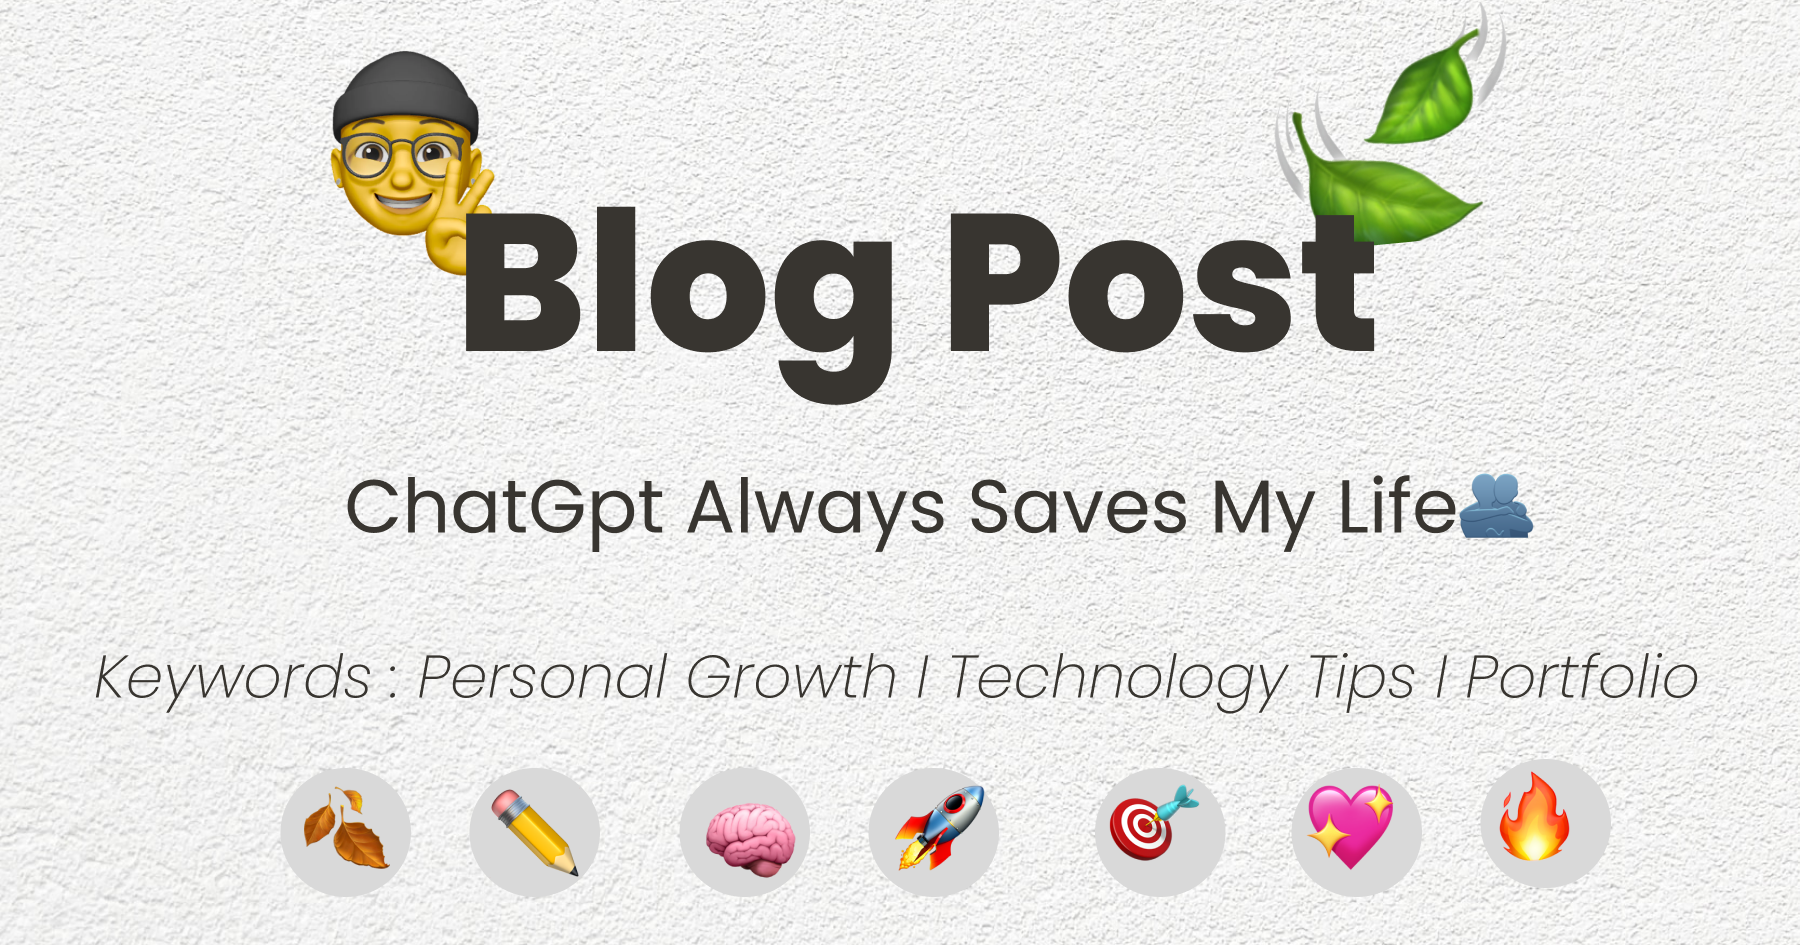 Blog Post
ChatGpt Always Saves My Life🫂
Keywords : Personal Growth I Technology Tips I Portfolio